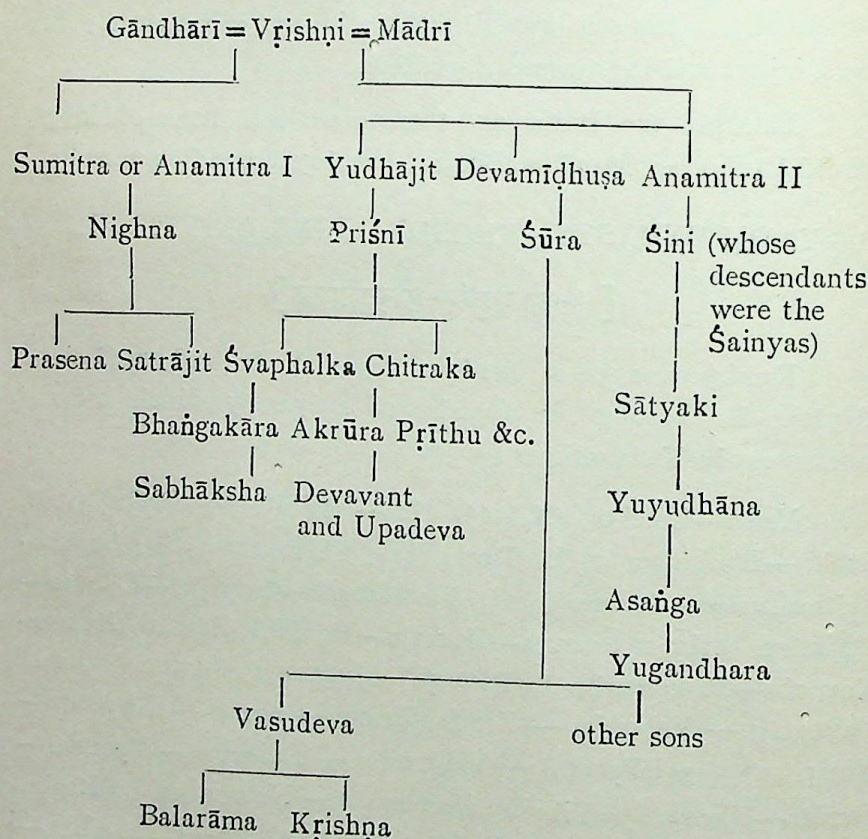 Gāndhārī = Vṛishṇi = Mādrī
Sumitra or Anamitra I Yudhājit Devamīḍhuṣa Anamitra II
Nighna Priśnī Śūra Śini (whose
descendants
were the
Śainyas)
Prasena Satrājit Śvaphalka Chitraka
Sātyaki
Bhaṅgakāra Akrūra Pṛīthu &c.
Sabhāksha Devavant
and Upadeva
Yuyudhāna
Asaṅga
Yugandhara
Vasudeva
other sons
Balarāma Kṛishṇa